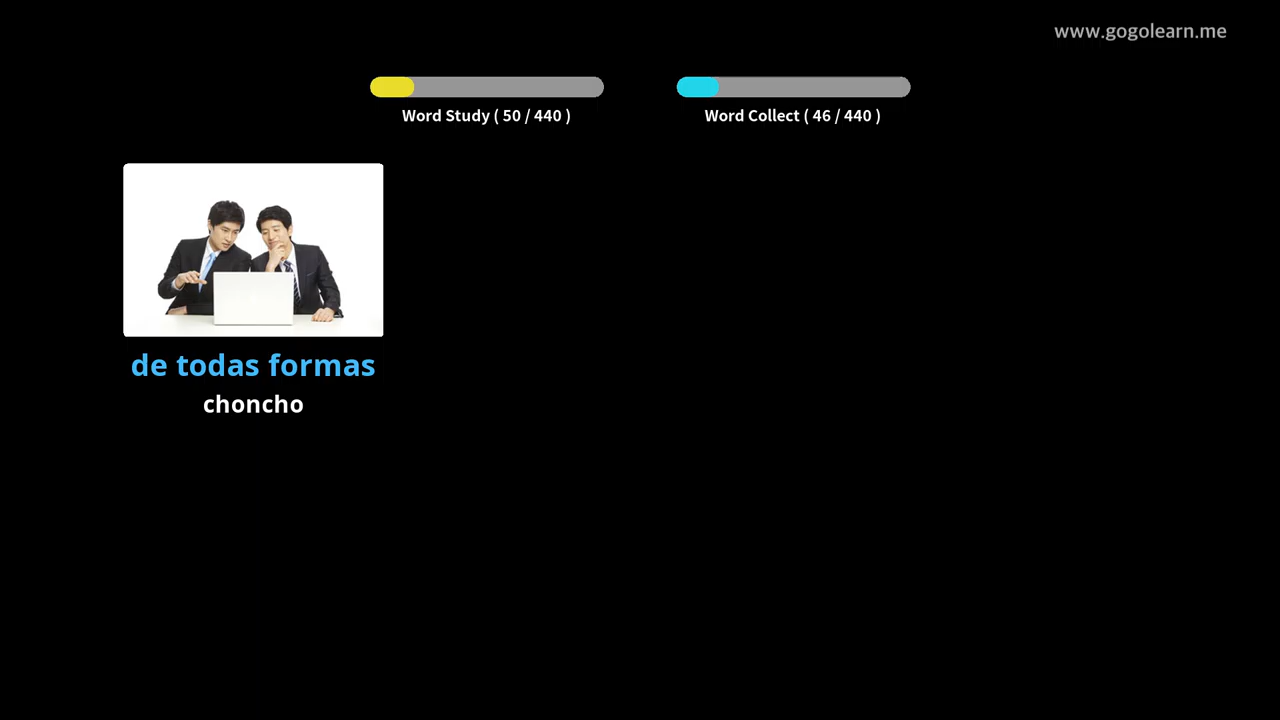 www.gogolearn.me
Word Study ( 50 / 440 )
Word Collect ( 46 / 440 )
de todas formas
choncho